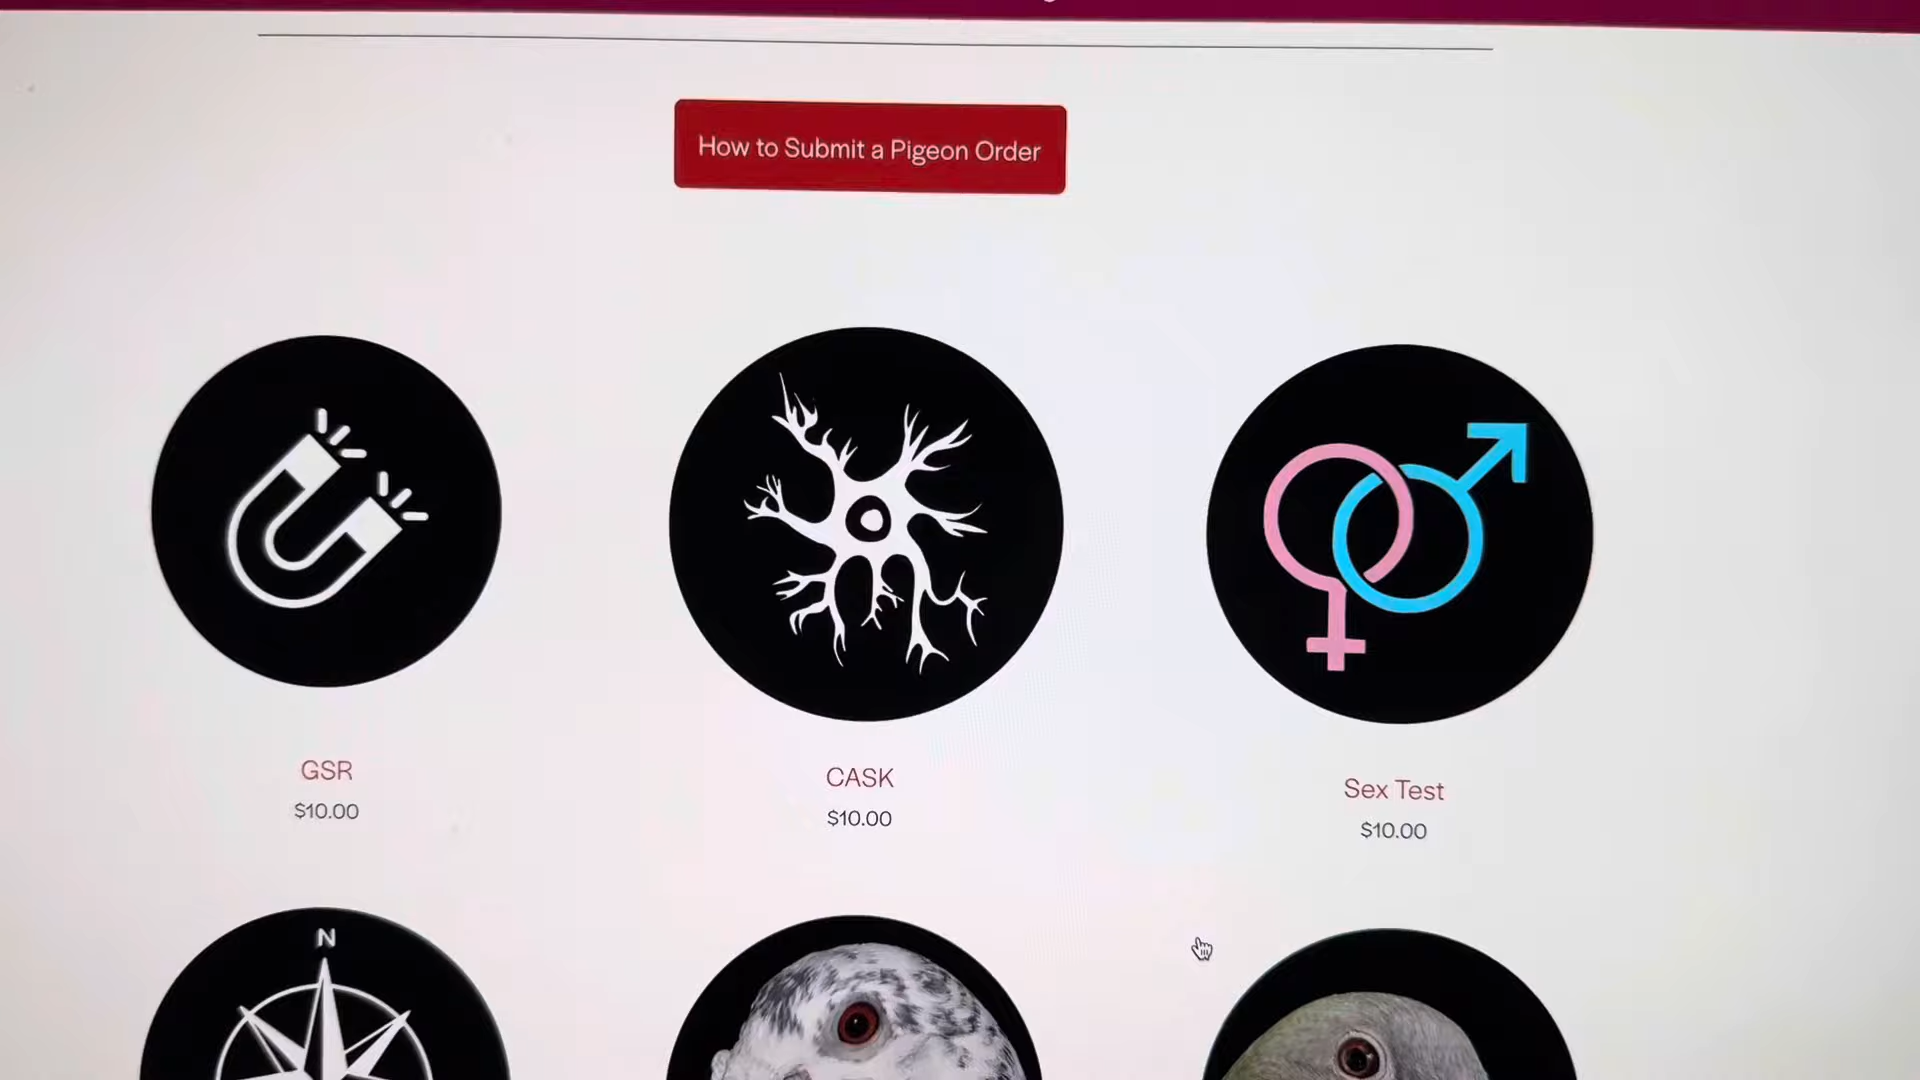 How to Submit a Pigeon Order
GSR
$10.00
CASK
$10.00
Sex Test
$10.00
N